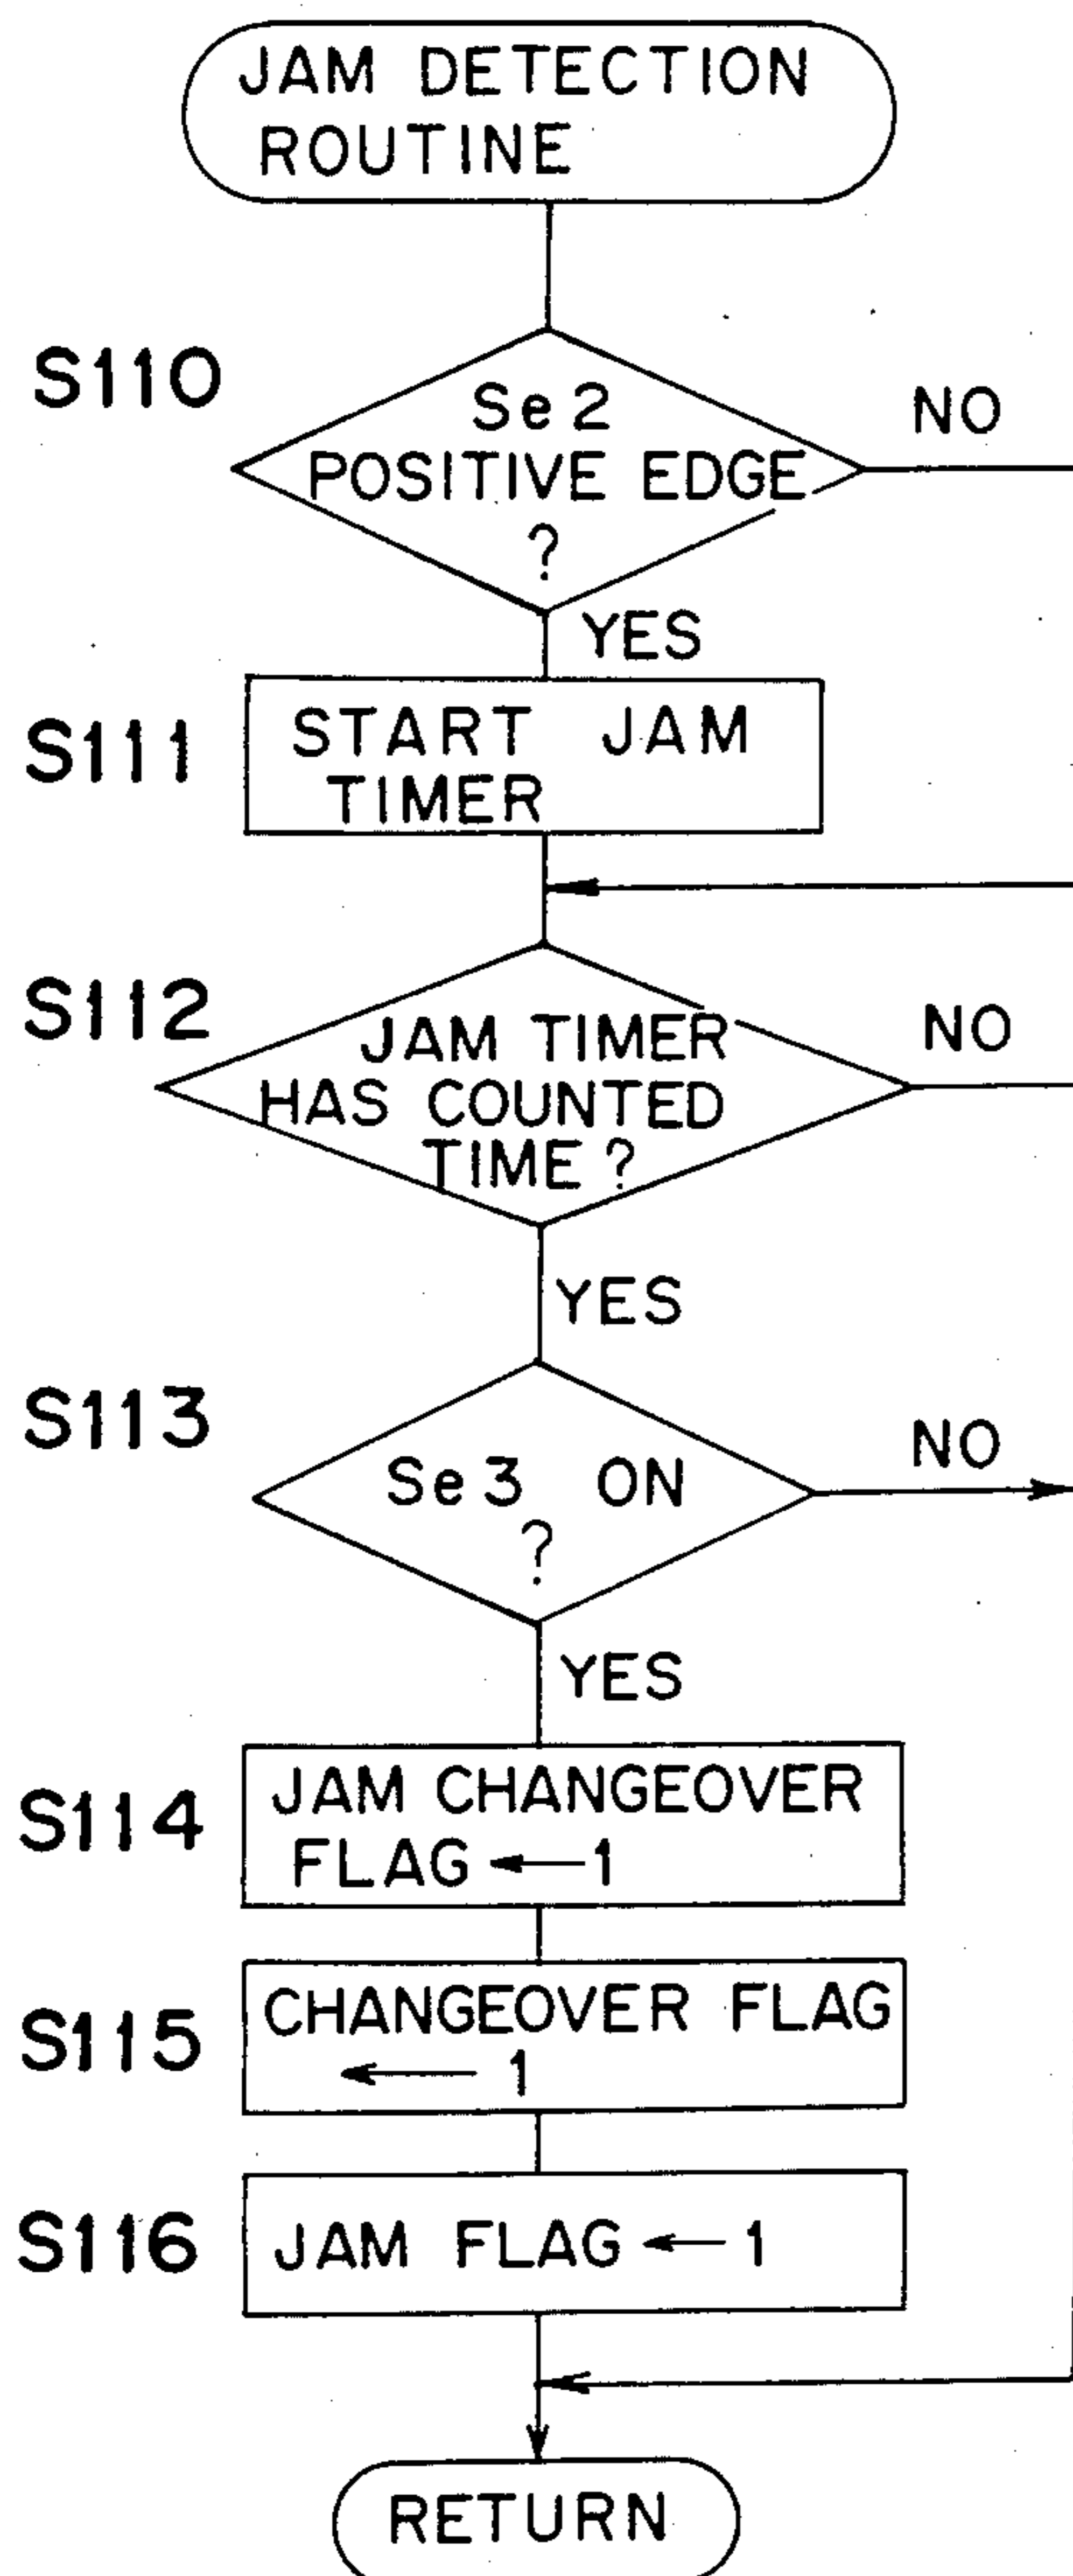 JAM DETECTION
ROUTINE
S110
Se2
POSITIVE EDGE
?
NO
YES
S111
START JAM
TIMER
S112
JAM TIMER
HAS COUNTED
TIME?
NO
YES
S113
Se3 ON
?
NO
YES
S114
JAM CHANGEOVER
FLAG ← 1
S115
CHANGEOVER FLAG
← 1
S116
JAM FLAG ← 1
RETURN